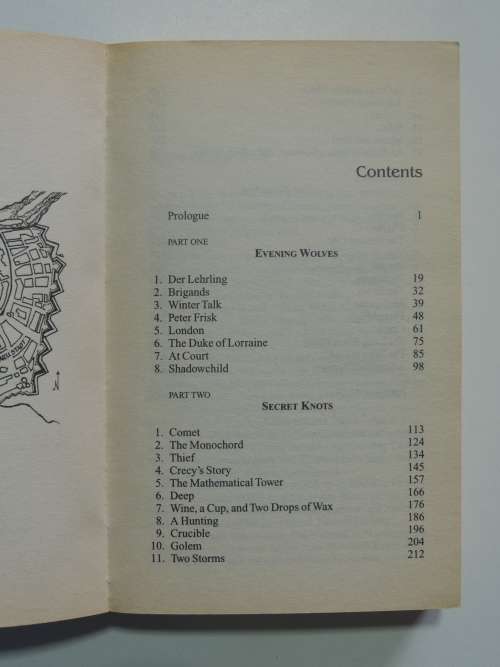 Contents
Prologue 1
PART ONE
EVENING WOLVES
1. Der Lehrling 19
2. Brigands 32
3. Winter Talk 39
4. Peter Frisk 48
5. London 61
6. The Duke of Lorraine 75
7. At Court 85
8. Shadowchild 98
PART TWO
SECRET KNOTS
1. Comet 113
2. The Monochord 124
3. Thief 134
4. Crecy's Story 145
5. The Mathematical Tower 157
6. Deep 166
7. Wine, a Cup, and Two Drops of Wax 176
8. A Hunting 186
9. Crucible 196
10. Golem 204
11. Two Storms 212